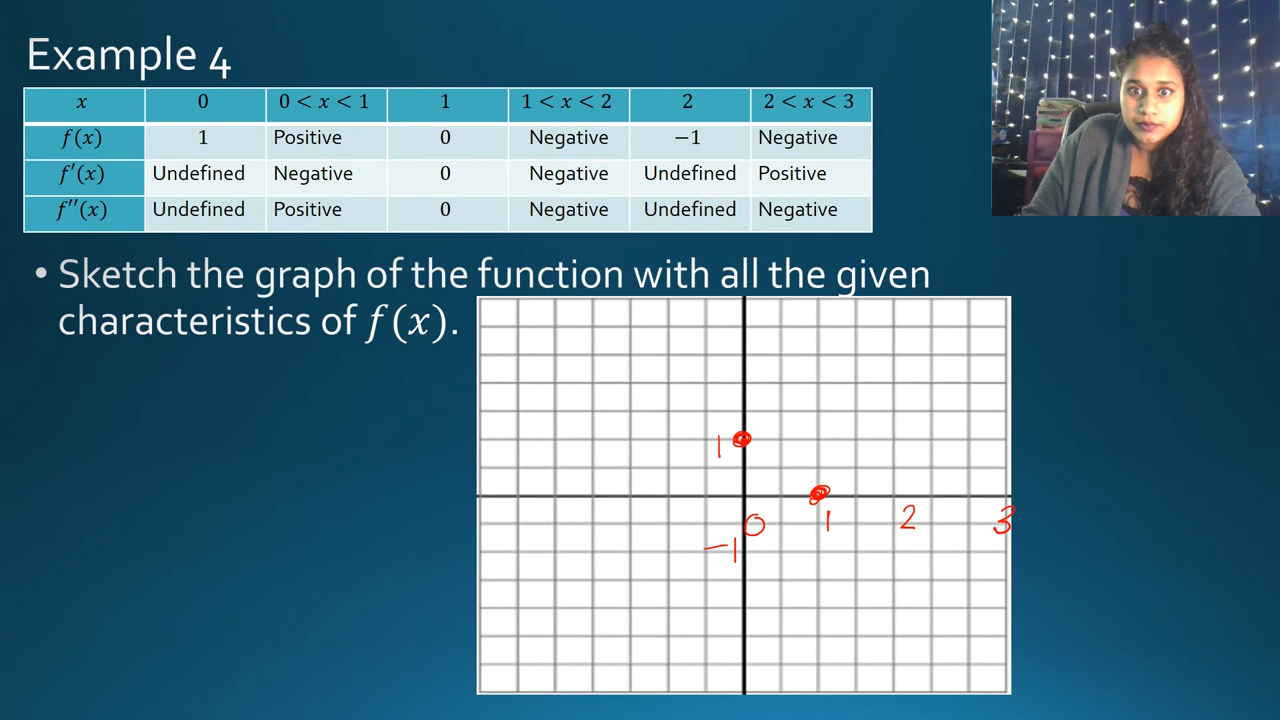 Example 4
x 0 0 < x < 1 1 1 < x < 2 2 2 < x < 3
f(x) 1 Positive 0 Negative −1 Negative
f′(x) Undefined Negative 0 Negative Undefined Positive
f′′(x) Undefined Positive 0 Negative Undefined Negative
• Sketch the graph of the function with all the given
characteristics of f(x).
1
0 1 2 3
−1